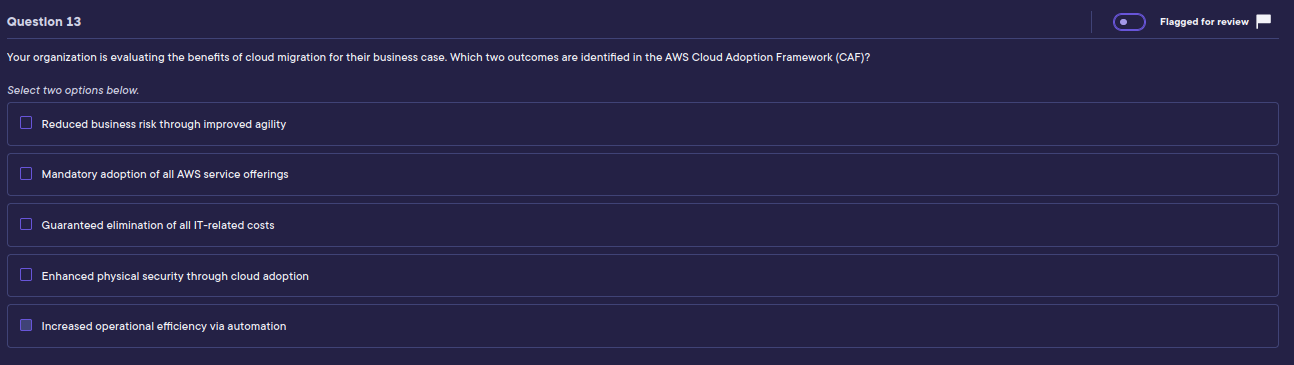 Question 13
Flagged for review
Your organization is evaluating the benefits of cloud migration for their business case. Which two outcomes are identified in the AWS Cloud Adoption Framework (CAF)?
Select two options below.
Reduced business risk through improved agility
Mandatory adoption of all AWS service offerings
Guaranteed elimination of all IT-related costs
Enhanced physical security through cloud adoption
Increased operational efficiency via automation